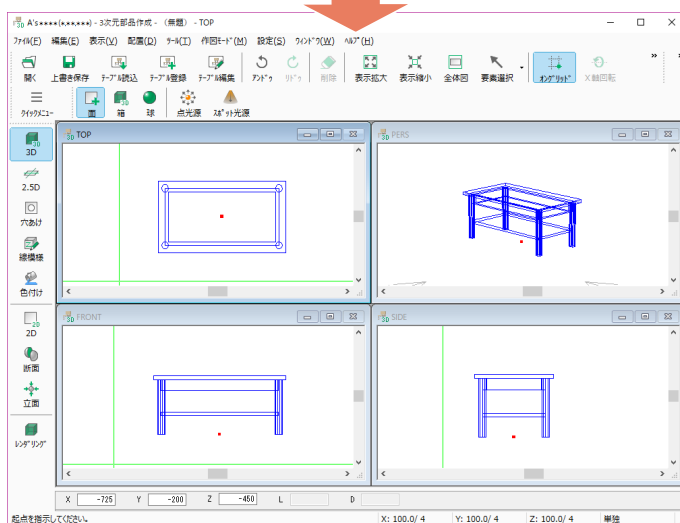 A's****(*,**,***) - 3次元部品作成 - （無題） - TOP
ファイル(F) 編集(E) 表示(V) 配置(D) ツール(T) 作図モード(M) 設定(S) ウィンドウ(W) ヘルプ(H)
開く 上書き保存 テーブル読込 テーブル登録 テーブル編集 アンドゥ リドゥ 削除 表示拡大 表示縮小 全体図 要素選択 オングリッド X軸回転
クイックメニュー 面 箱 球 点光源 スポット光源
3D
2.5D
穴あけ
線模様
色付け
2D
断面
立面
レンダリング
TOP
PERS
FRONT
SIDE
X -725 Y -200 Z -450 L D
起点を指示してください。 X: 100.0/ 4 Y: 100.0/ 4 Z: 100.0/ 4 単独